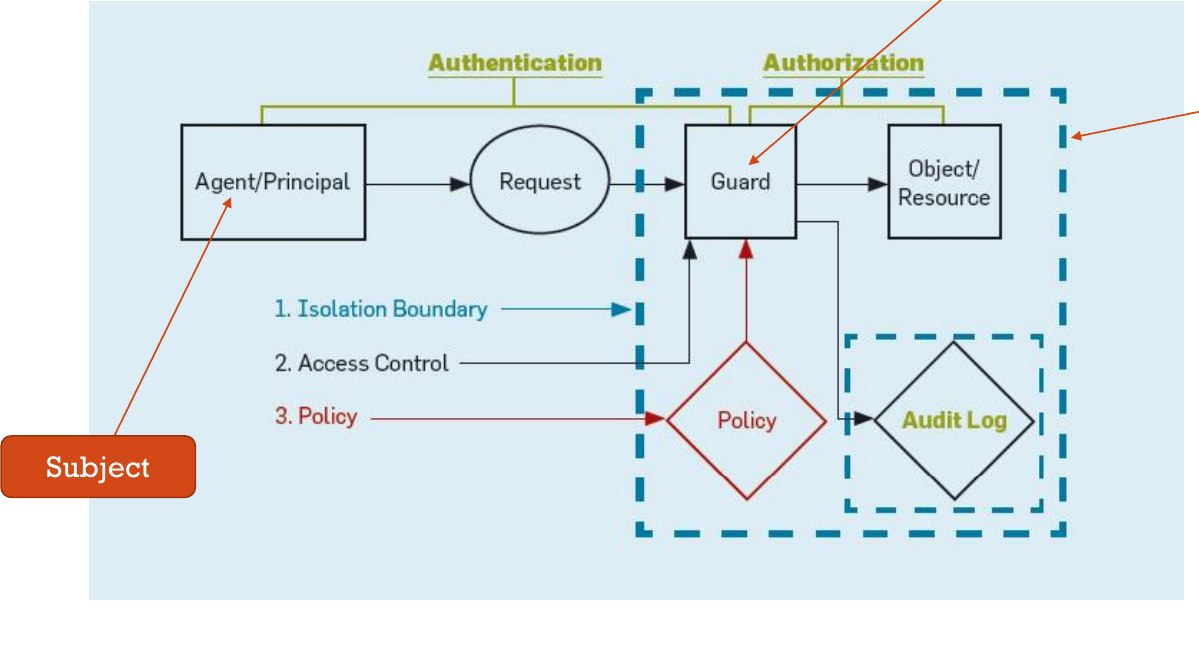 Authentication
Authorization
Agent/Principal
Request
Guard
Object/
Resource
1. Isolation Boundary
2. Access Control
3. Policy
Policy
Audit Log
Subject